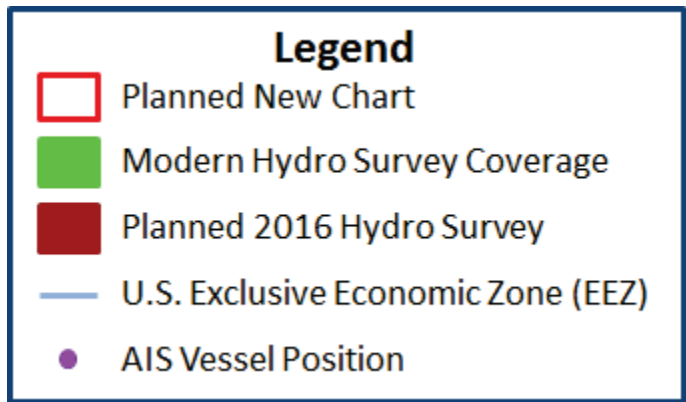 Legend
Planned New Chart
Modern Hydro Survey Coverage
Planned 2016 Hydro Survey
U.S. Exclusive Economic Zone (EEZ)
AIS Vessel Position